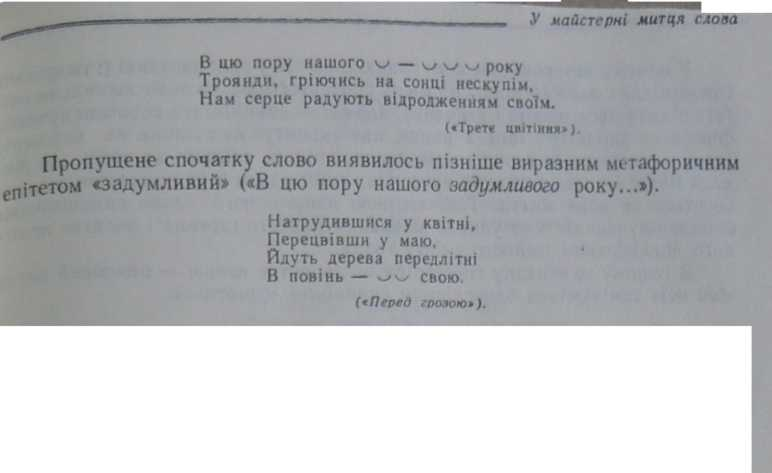 У майстерні митця слова
В цю пору нашого ◡ — ◡ ◡ ◡ року
Троянди, гріючись на сонці нескупім,
Нам серце радують відродженням своїм.
(«Третє цвітіння»).
Пропущене спочатку слово виявилось пізніше виразним метафоричним
епітетом «задумливий» («В цю пору нашого задумливого року...»).
Натрудившися у квітні,
Перецвівши у маю,
Йдуть дерева передлітні
В повінь — ◡ ◡ свою.
(«Перед грозою»).